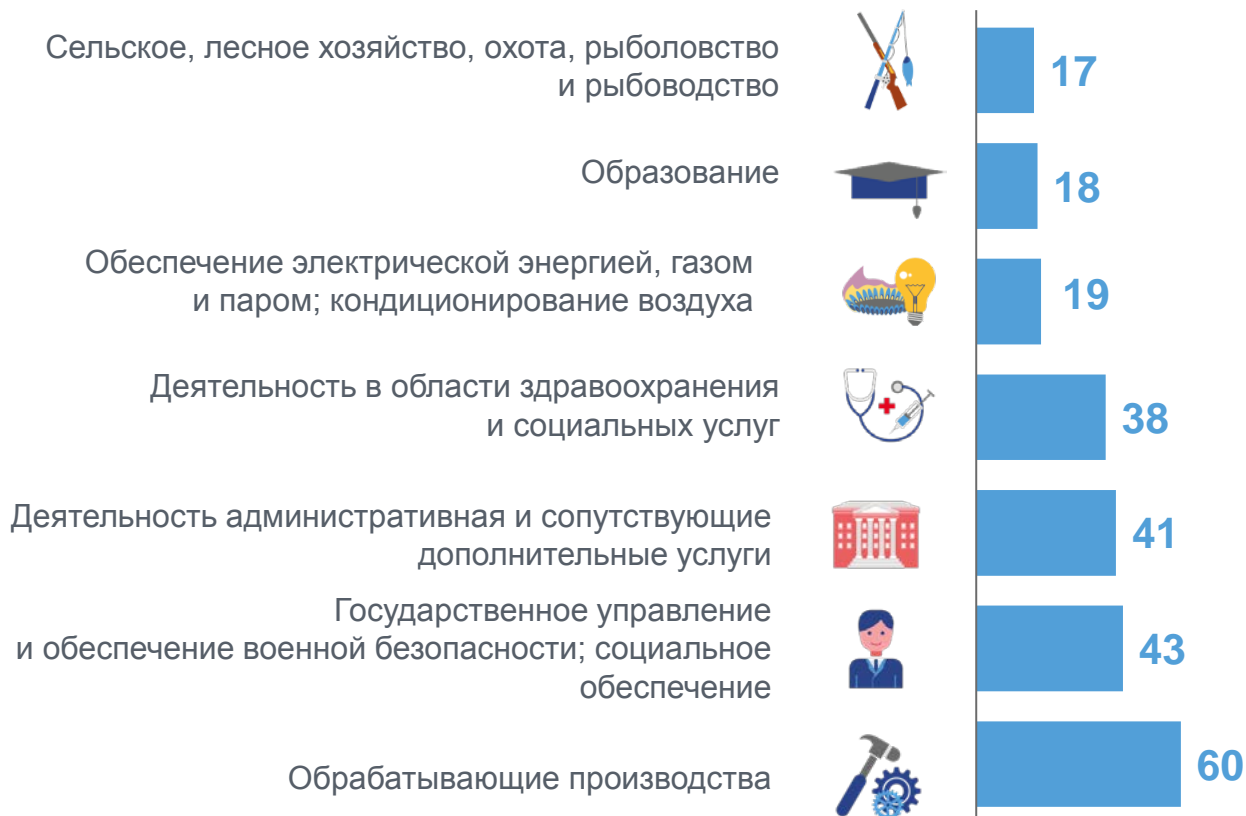 Сельское, лесное хозяйство, охота, рыболовство
и рыбоводство
17
Образование
18
Обеспечение электрической энергией, газом
и паром; кондиционирование воздуха
19
Деятельность в области здравоохранения
и социальных услуг
38
Деятельность административная и сопутствующие
дополнительные услуги
41
Государственное управление
и обеспечение военной безопасности; социальное
обеспечение
43
Обрабатывающие производства
60